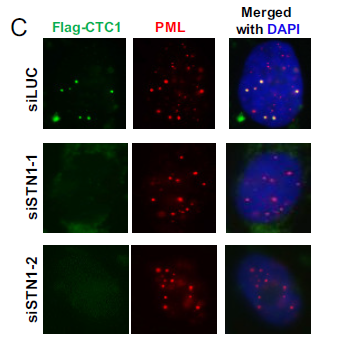 C
Flag-CTC1 PML Merged
with DAPI
siLUC
siSTN1-1
siSTN1-2